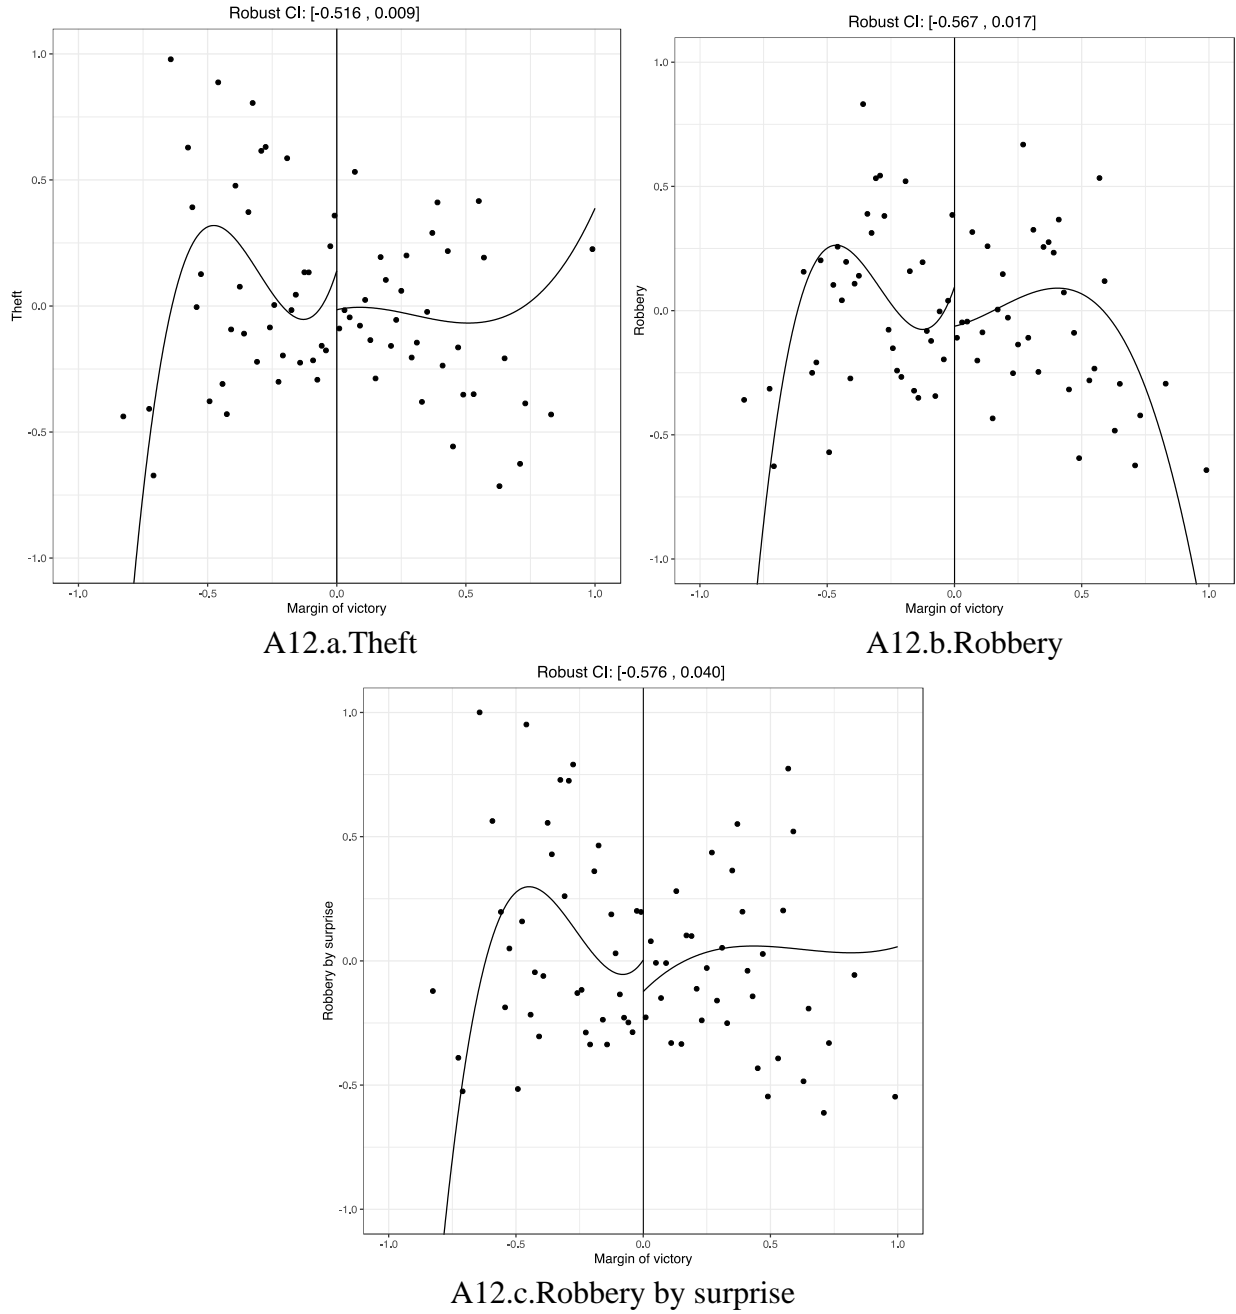 Robust CI: [-0.516 , 0.009]
1.0
0.5
0.0
-0.5
-1.0
Theft
-1.0
-0.5
0.0
0.5
1.0
Margin of victory
A12.a.Theft
Robust CI: [-0.567 , 0.017]
1.0
0.5
0.0
-0.5
-1.0
Robbery
-1.0
-0.5
0.0
0.5
1.0
Margin of victory
A12.b.Robbery
Robust CI: [-0.576 , 0.040]
1.0
0.5
0.0
-0.5
-1.0
Robbery by surprise
-1.0
-0.5
0.0
0.5
1.0
Margin of victory
A12.c.Robbery by surprise